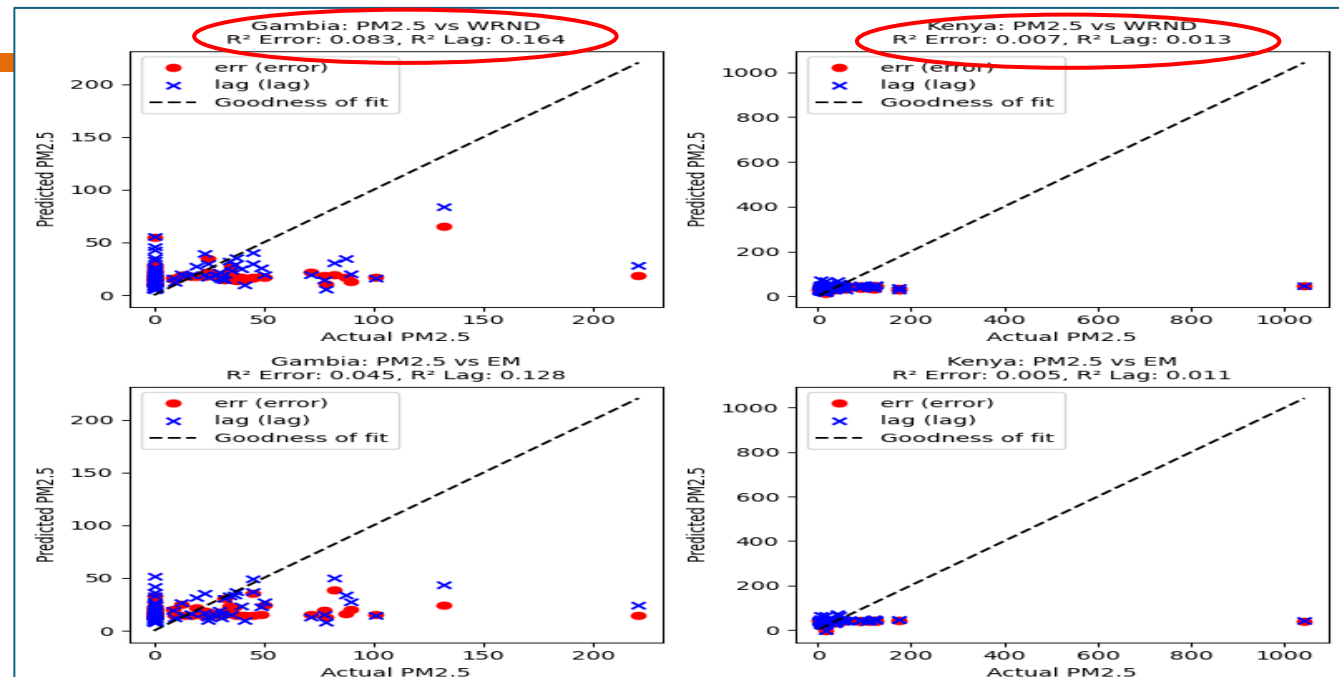 Gambia: PM2.5 vs WRND
R² Error: 0.083, R² Lag: 0.164
err (error)
lag (lag)
Goodness of fit
200
150
100
50
0
Predicted PM2.5
0 50 100 150 200
Actual PM2.5
Kenya: PM2.5 vs WRND
R² Error: 0.007, R² Lag: 0.013
err (error)
lag (lag)
Goodness of fit
1000
800
600
400
200
0
Predicted PM2.5
0 200 400 600 800 1000
Actual PM2.5
Gambia: PM2.5 vs EM
R² Error: 0.045, R² Lag: 0.128
err (error)
lag (lag)
Goodness of fit
200
150
100
50
0
Predicted PM2.5
0 50 100 150 200
Actual PM2.5
Kenya: PM2.5 vs EM
R² Error: 0.005, R² Lag: 0.011
err (error)
lag (lag)
Goodness of fit
1000
800
600
400
200
0
Predicted PM2.5
0 200 400 600 800 1000
Actual PM2.5